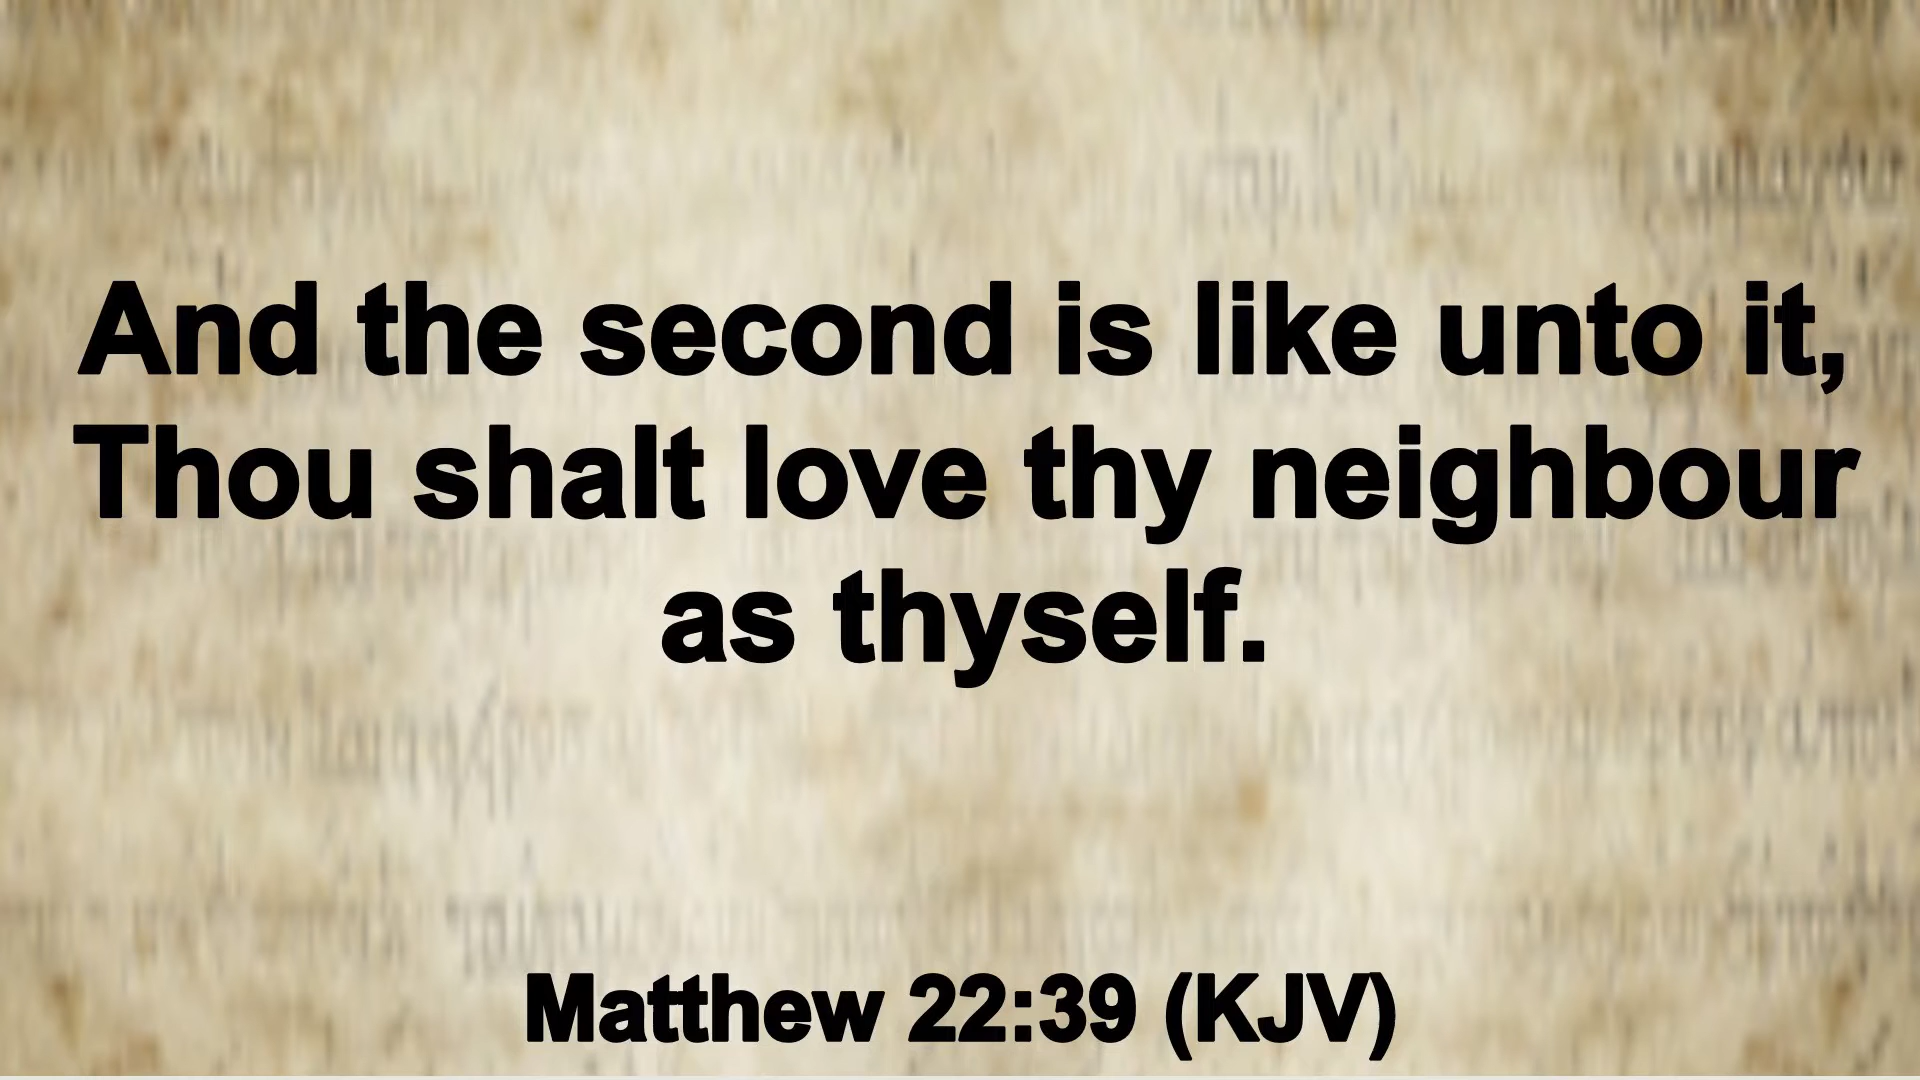 And the second is like unto it,
Thou shalt love thy neighbour
as thyself.
Matthew 22:39 (KJV)